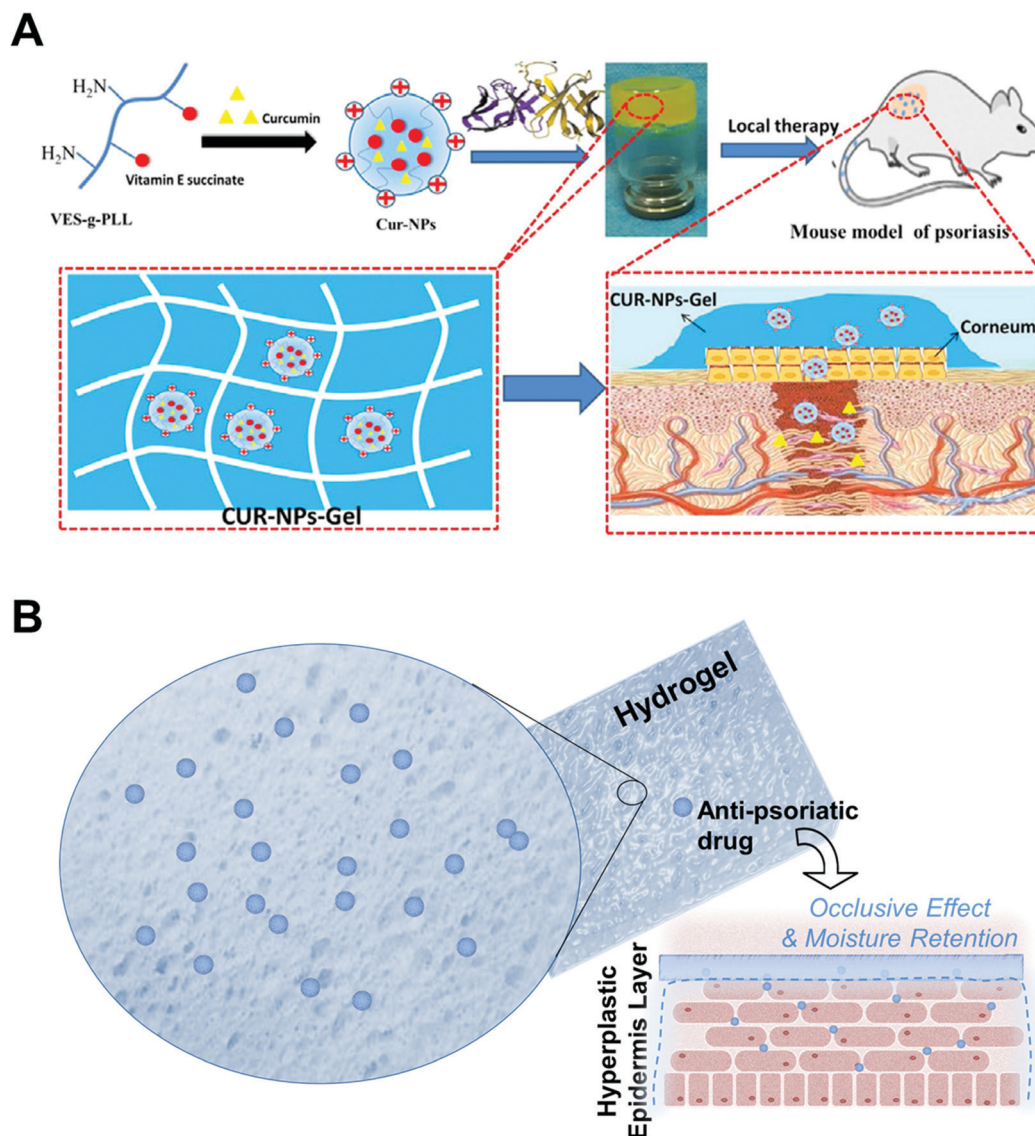 A
H₂N
H₂N
Curcumin
Vitamin E succinate
VES-g-PLL
Cur-NPs
Local therapy
Mouse model of psoriasis
CUR-NPs-Gel
CUR-NPs-Gel
Corneum
B
Hydrogel
Anti-psoriatic
drug
Occlusive Effect
& Moisture Retention
Hyperplastic
Epidermis Layer